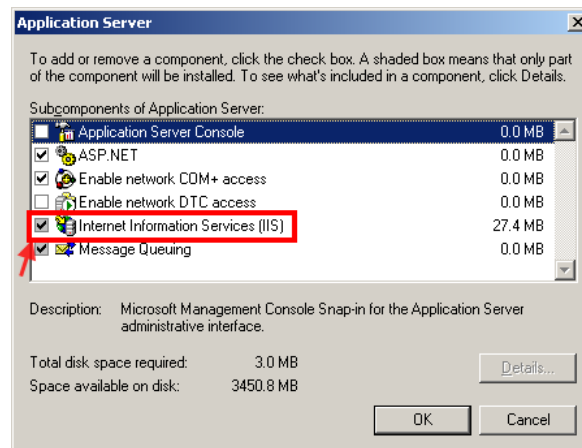 Application Server
To add or remove a component, click the check box. A shaded box means that only part
of the component will be installed. To see what's included in a component, click Details.
Subcomponents of Application Server:
Application Server Console 0.0 MB
ASP.NET 0.0 MB
Enable network COM+ access 0.0 MB
Enable network DTC access 0.0 MB
Internet Information Services (IIS) 27.4 MB
Message Queuing 0.0 MB
Description: Microsoft Management Console Snap-in for the Application Server
administrative interface.
Total disk space required: 3.0 MB
Details...
Space available on disk: 3450.8 MB
OK Cancel